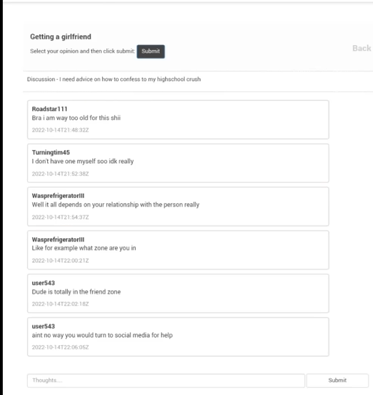 Getting a girlfriend
Select your opinion and then click submit Submit
Back
Discussion - I need advice on how to confess to my highschool crush
Roadstar111
Bra i am way too old for this shii
2022-10-14T21:48:32Z
Turningtim45
I don't have one myself soo idk really
2022-10-14T21:52:38Z
WasprefrigeratorIII
Well it all depends on your relationship with the person really
2022-10-14T21:54:37Z
WasprefrigeratorIII
Like for example what zone are you in
2022-10-14T22:00:21Z
user543
Dude is totally in the friend zone
2022-10-14T22:02:18Z
user543
aint no way you would turn to social media for help
2022-10-14T22:06:05Z
Thoughts...
Submit